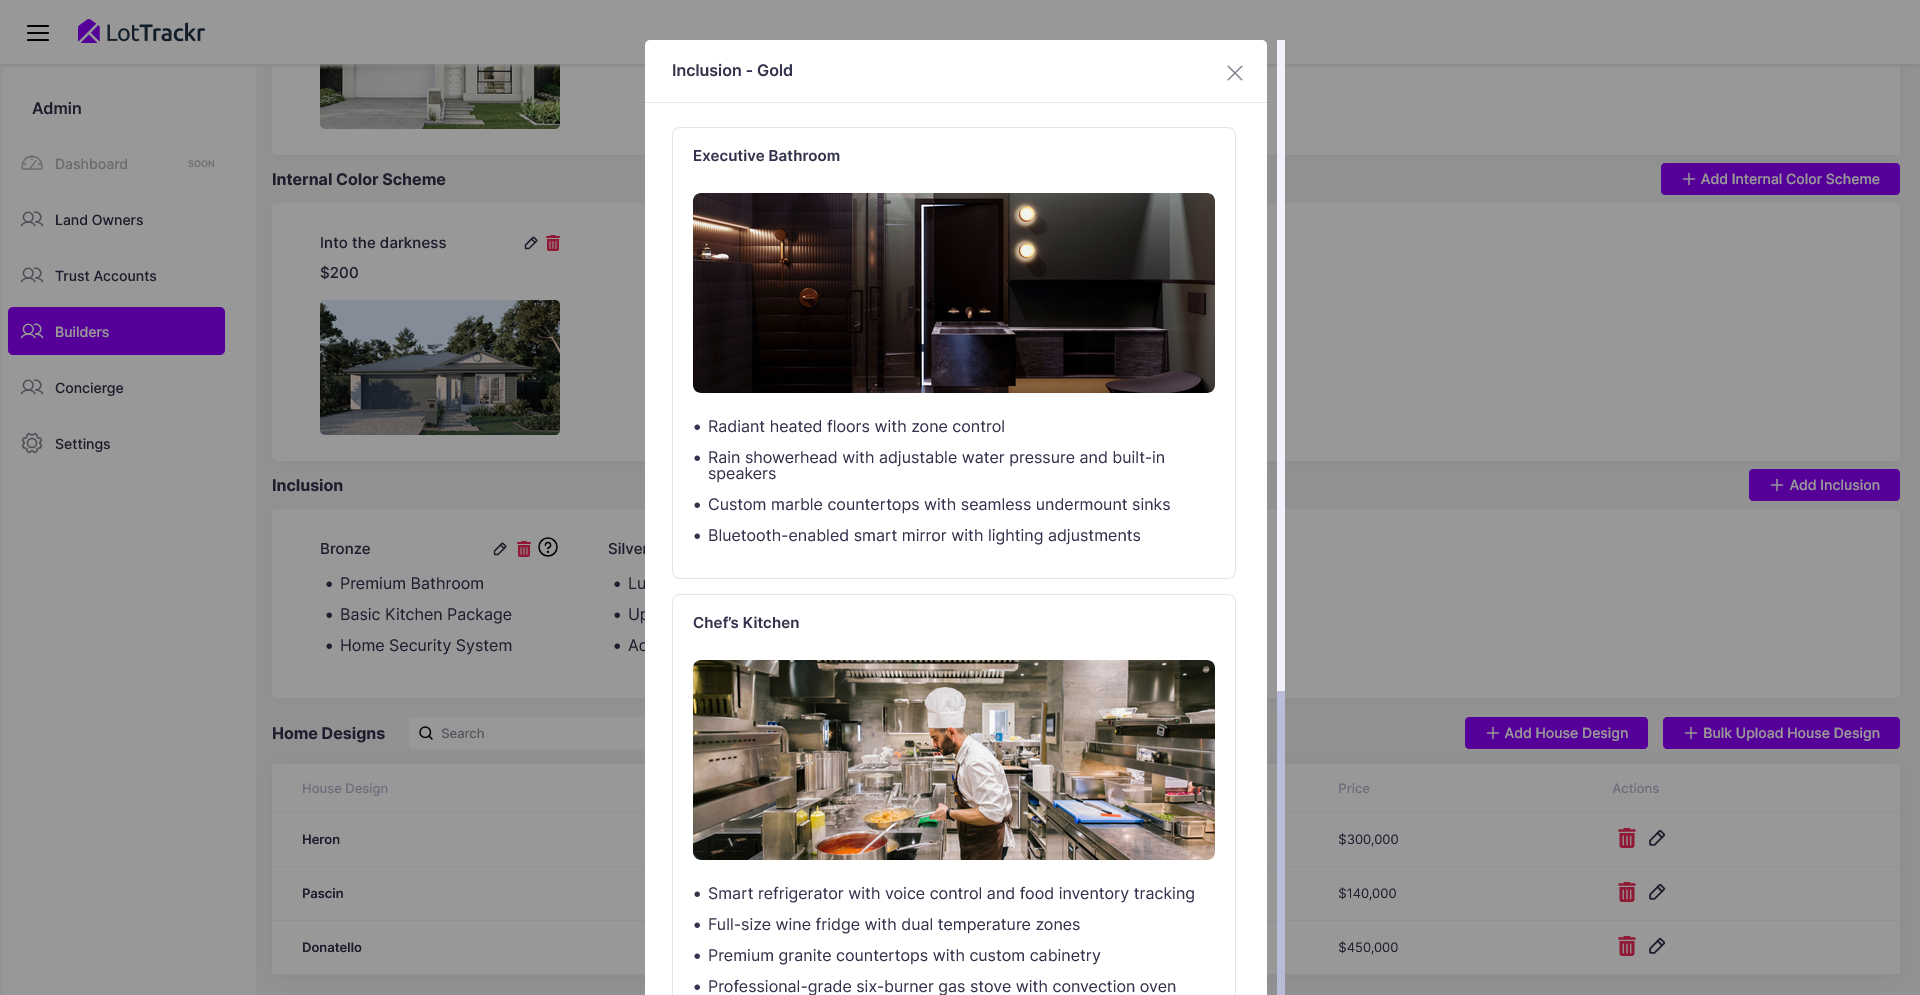 LotTrackr
Admin
Dashboard
SOON
Land Owners
Trust Accounts
Builders
Concierge
Settings
Internal Color Scheme
Add Internal Color Scheme
Into the darkness
$200
Inclusion
Add Inclusion
Bronze
Premium Bathroom
Basic Kitchen Package
Home Security System
Silver
Lu
Up
Ad
Home Designs
Search
Add House Design
Bulk Upload House Design
House Design
Price
Actions
Heron
$300,000
Pascin
$140,000
Donatello
$450,000
Inclusion - Gold
Executive Bathroom
• Radiant heated floors with zone control
• Rain showerhead with adjustable water pressure and built-in
speakers
• Custom marble countertops with seamless undermount sinks
• Bluetooth-enabled smart mirror with lighting adjustments
Chef's Kitchen
• Smart refrigerator with voice control and food inventory tracking
• Full-size wine fridge with dual temperature zones
• Premium granite countertops with custom cabinetry
• Professional-grade six-burner gas stove with convection oven